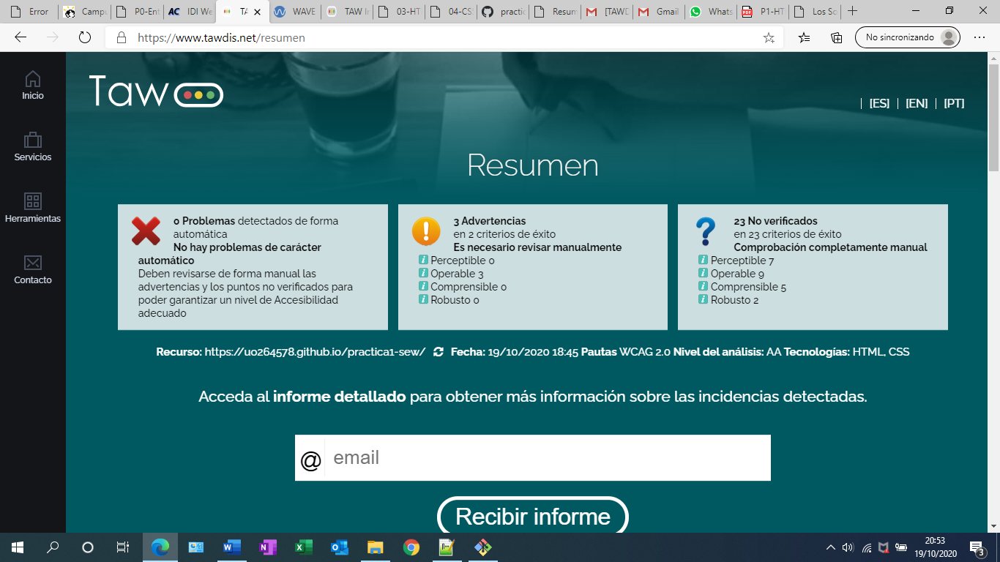 Error
Campu
P0-Ent
IDI We
TA
WAVE
TAW In
03-HT
04-CS
practic
Resum
[TAWD
Gmail
Whats
P1-HT
Los So
https://www.tawdis.net/resumen
No sincronizando
Inicio
Servicios
Herramientas
Contacto
Taw
[ES] [EN] [PT]
Resumen
0 Problemas detectados de forma
automática
No hay problemas de carácter
automático
Deben revisarse de forma manual las
advertencias y los puntos no verificados para
poder garantizar un nivel de Accesibilidad
adecuado
3 Advertencias
en 2 criterios de éxito
Es necesario revisar manualmente
Perceptible 0
Operable 3
Comprensible 0
Robusto 0
23 No verificados
en 23 criterios de éxito
Comprobación completamente manual
Perceptible 7
Operable 9
Comprensible 5
Robusto 2
Recurso: https://uo264578.github.io/practica1-sew/ Fecha: 19/10/2020 18:45 Pautas WCAG 2.0 Nivel del análisis: AA Tecnologías: HTML, CSS
Acceda al informe detallado para obtener más información sobre las incidencias detectadas.
@ email
Recibir informe
20:53
19/10/2020
3